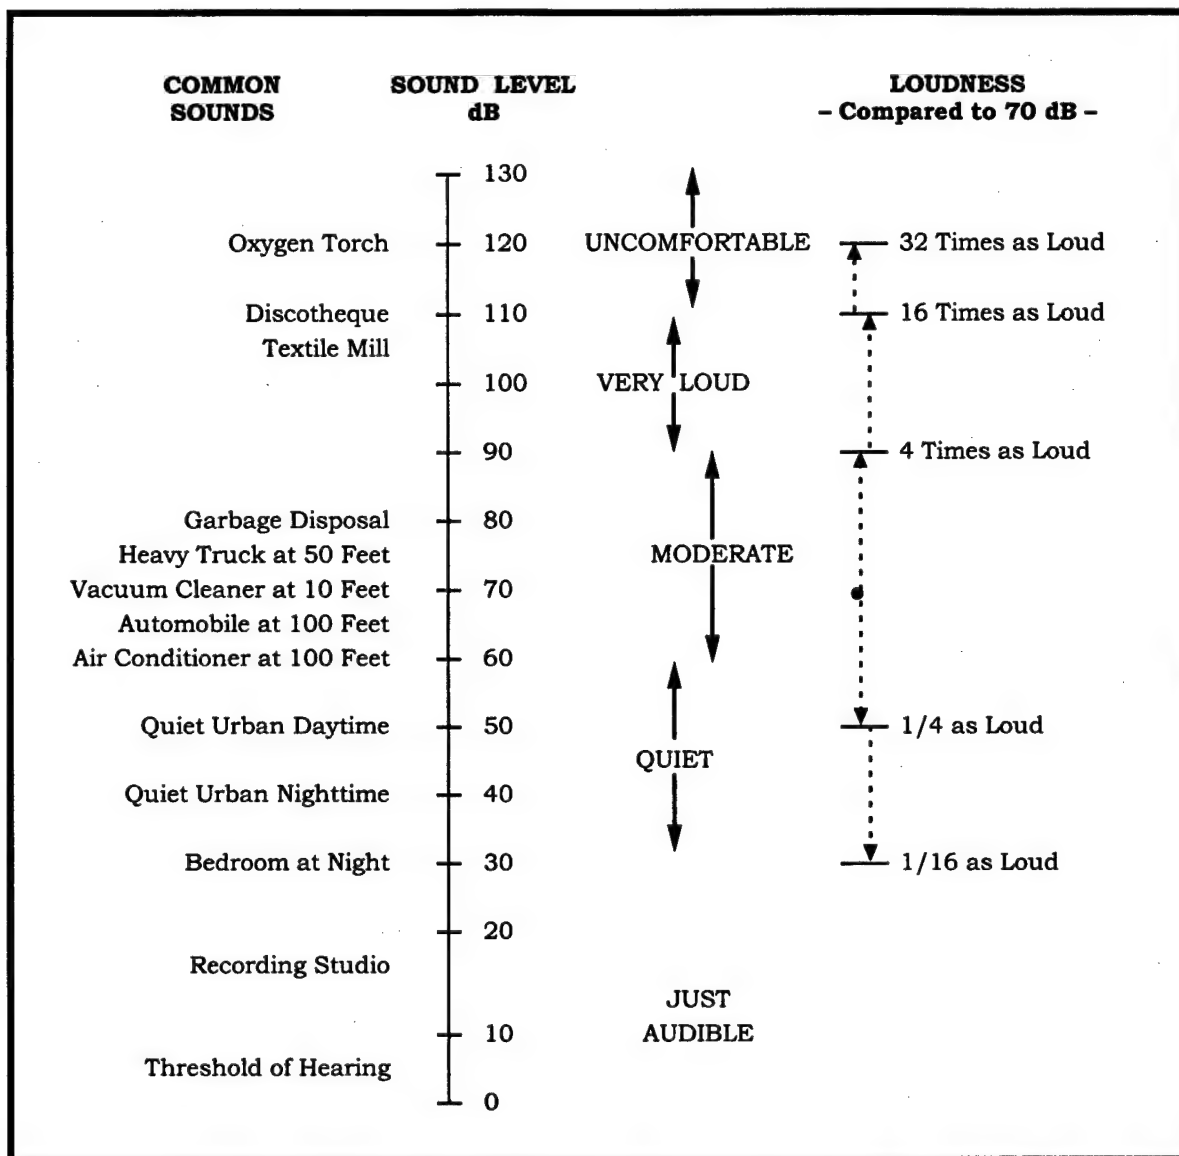 COMMON SOUNDS
SOUND LEVEL dB
LOUDNESS
– Compared to 70 dB –
130
Oxygen Torch 120 UNCOMFORTABLE 32 Times as Loud
Discotheque 110 16 Times as Loud
Textile Mill
100 VERY LOUD
90 4 Times as Loud
Garbage Disposal 80
Heavy Truck at 50 Feet MODERATE
Vacuum Cleaner at 10 Feet 70
Automobile at 100 Feet
Air Conditioner at 100 Feet 60
Quiet Urban Daytime 50 1/4 as Loud
QUIET
Quiet Urban Nighttime 40
Bedroom at Night 30 1/16 as Loud
20
Recording Studio
JUST
AUDIBLE
10
Threshold of Hearing
0